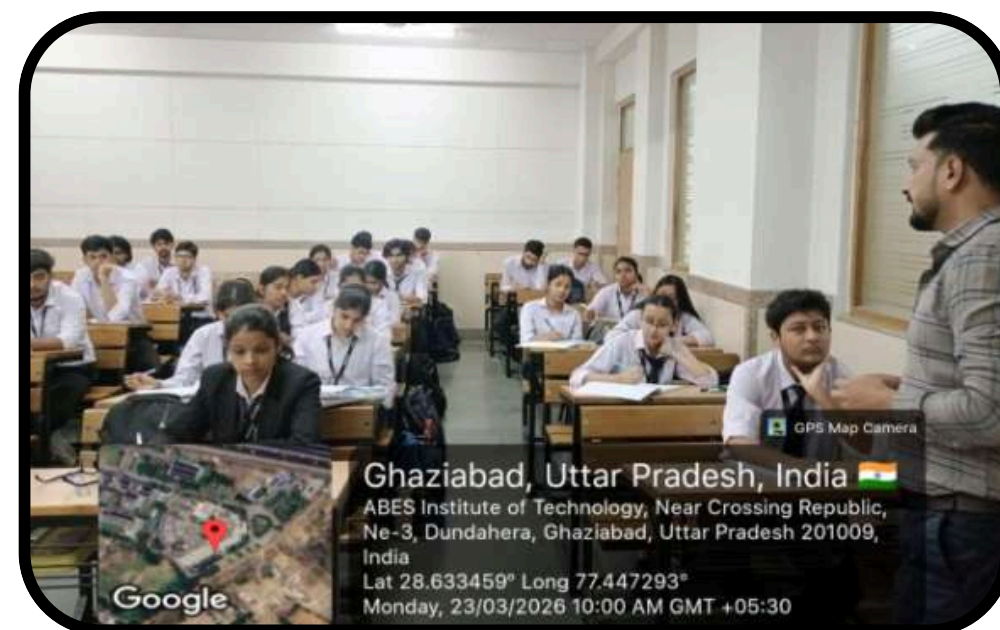 GPS Map Camera
Ghaziabad, Uttar Pradesh, India
ABES Institute of Technology, Near Crossing Republic,
Ne-3, Dundahera, Ghaziabad, Uttar Pradesh 201009,
India
Lat 28.633459° Long 77.447293°
Monday, 23/03/2026 10:00 AM GMT +05:30
Google